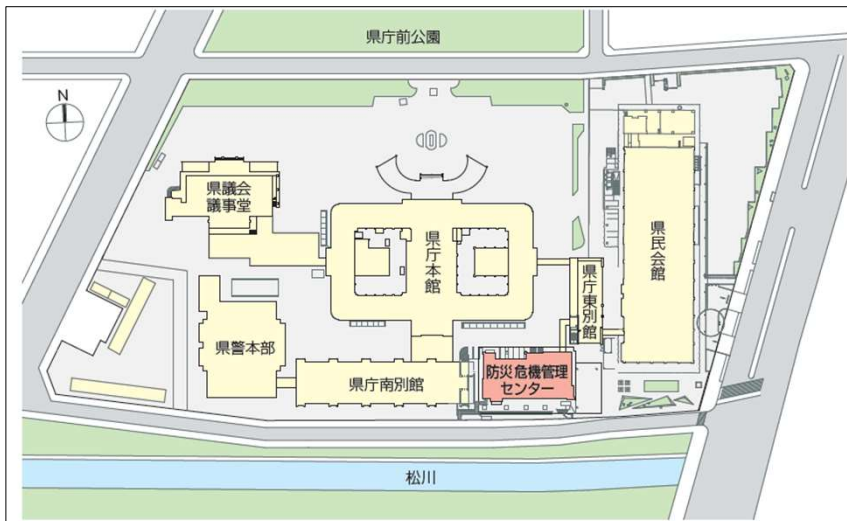 県庁前公園
N
県議会
議事堂
県庁本館
県民会館
県庁東別館
県警本部
県庁南別館
防災危機管理
センター
松川